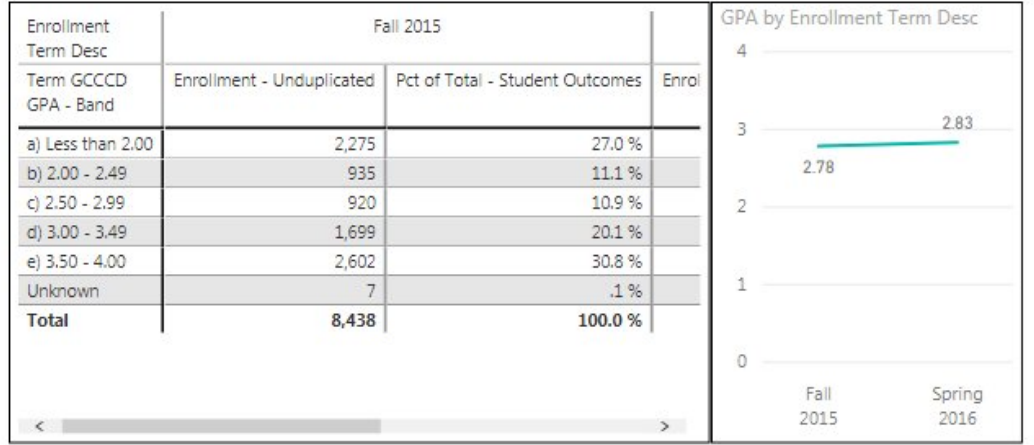 Enrollment Term Desc Fall 2015
Term GCCCD GPA - Band Enrollment - Unduplicated Pct of Total - Student Outcomes Enrol
a) Less than 2.00 2,275 27.0 %
b) 2.00 - 2.49 935 11.1 %
c) 2.50 - 2.99 920 10.9 %
d) 3.00 - 3.49 1,699 20.1 %
e) 3.50 - 4.00 2,602 30.8 %
Unknown 7 .1 %
Total 8,438 100.0 %
GPA by Enrollment Term Desc
4
3
2
1
0
2.78
2.83
Fall 2015
Spring 2016